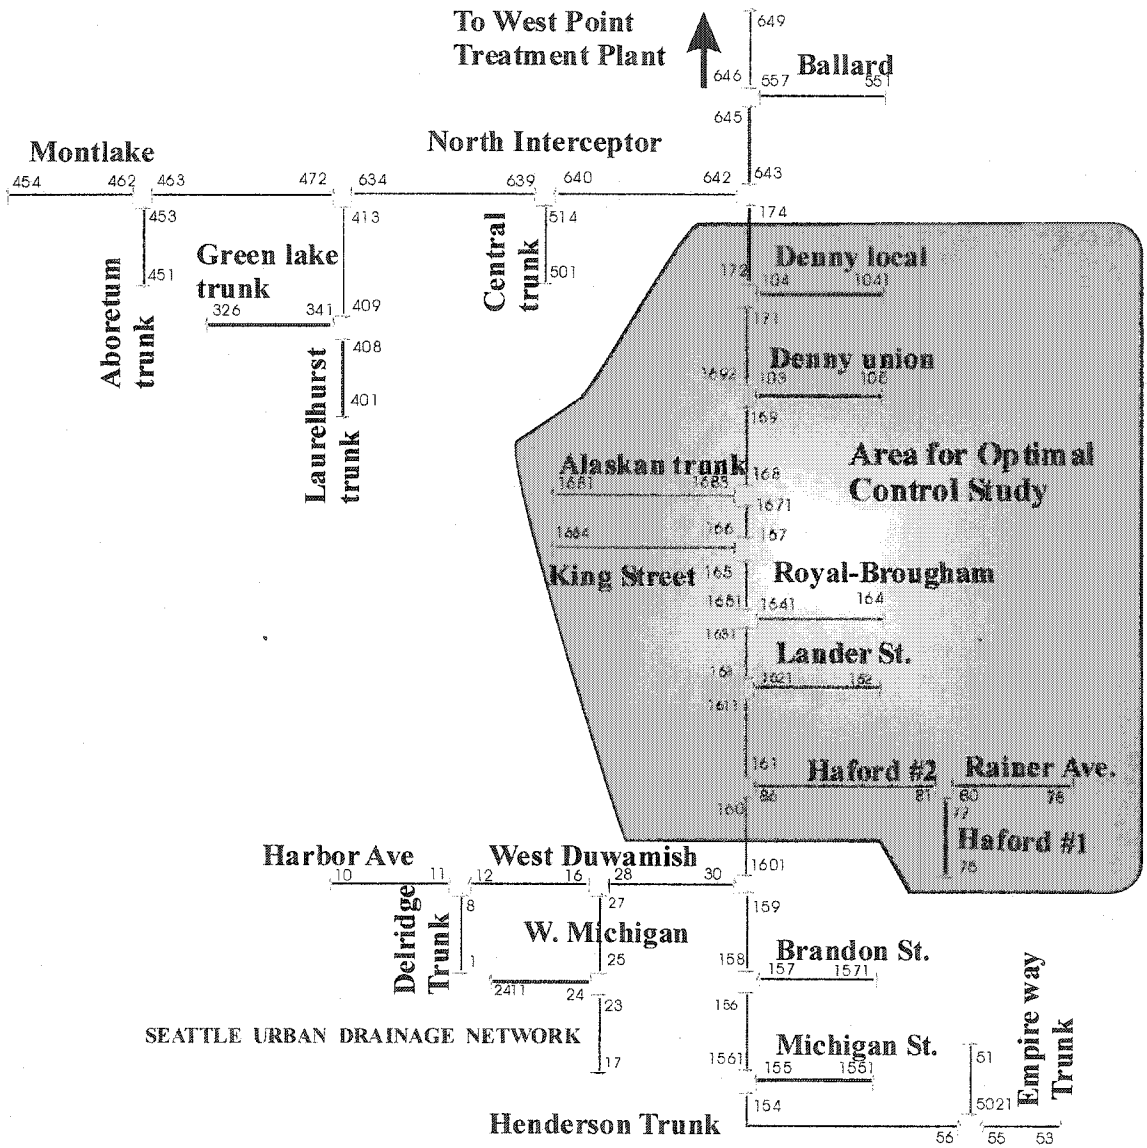 To West Point
Treatment Plant
649
646
557
Ballard
551
645
North Interceptor
643
Montlake
454
462
463
472
634
639
640
642
453
413
514
174
Aboretum
trunk
451
Green lake
trunk
326
341
409
Central
trunk
501
172
Denny local
104
1041
171
408
Laurelhurst
trunk
401
1692
Denny union
103
169
Alaskan trunk
1681
1683
168
Area for Optimal
Control Study
1671
166
167
King Street
165
Royal-Brougham
1651
1641
164
1631
Lander St.
1621
162
1611
161
Haford #2
86
81
Rainer Ave.
80
78
160
77
Haford #1
76
Harbor Ave
10
11
West Duwamish
12
16
28
30
1601
8
Delridge
Trunk
1
27
W. Michigan
25
159
158
Brandon St.
157
1571
2411
24
23
156
SEATTLE URBAN DRAINAGE NETWORK
17
1561
Michigan St.
155
1551
Empire way
Trunk
51
5021
154
Henderson Trunk
56
55
53